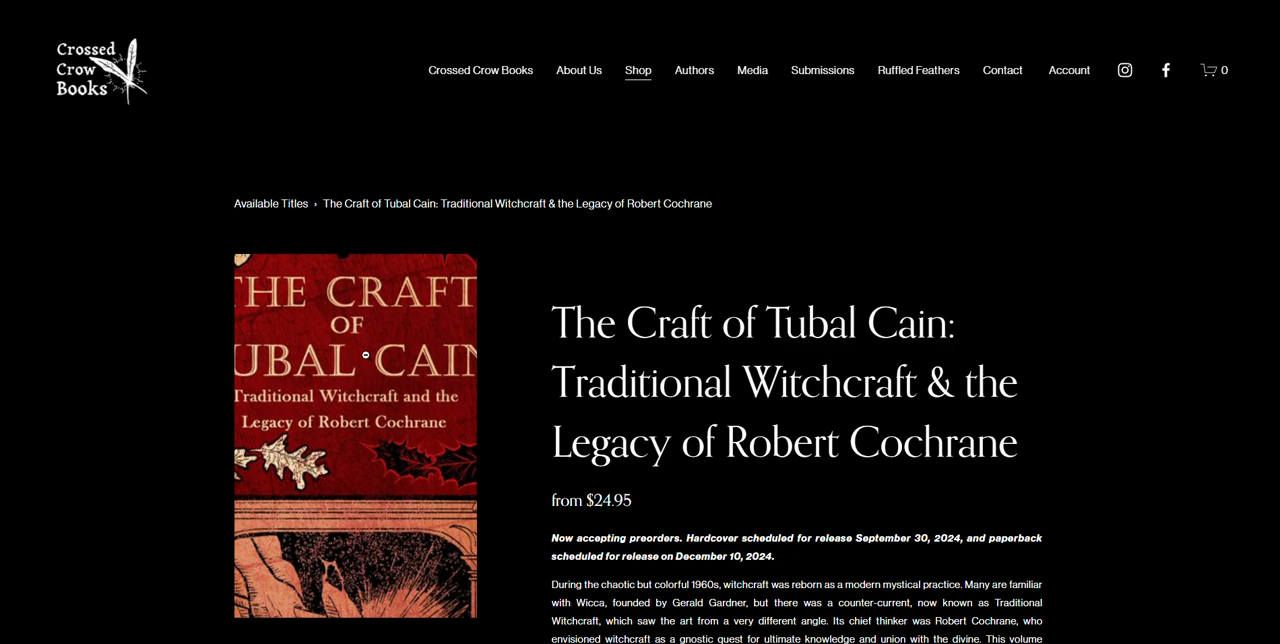 Crossed
Crow
Books
Crossed Crow Books About Us Shop Authors Media Submissions Ruffled Feathers Contact Account 0
Available Titles › The Craft of Tubal Cain: Traditional Witchcraft & the Legacy of Robert Cochrane
THE CRAFT
OF
UBAL CAIN
Traditional Witchcraft and the
Legacy of Robert Cochrane
The Craft of Tubal Cain:
Traditional Witchcraft & the
Legacy of Robert Cochrane
from $24.95
Now accepting preorders. Hardcover scheduled for release September 30, 2024, and paperback
scheduled for release on December 10, 2024.
During the chaotic but colorful 1960s, witchcraft was reborn as a modern mystical practice. Many are familiar
with Wicca, founded by Gerald Gardner, but there was a counter-current, now known as Traditional
Witchcraft, which saw the art from a very different angle. Its chief thinker was Robert Cochrane, who
envisioned witchcraft as a gnostic quest for ultimate knowledge and union with the divine. This volume